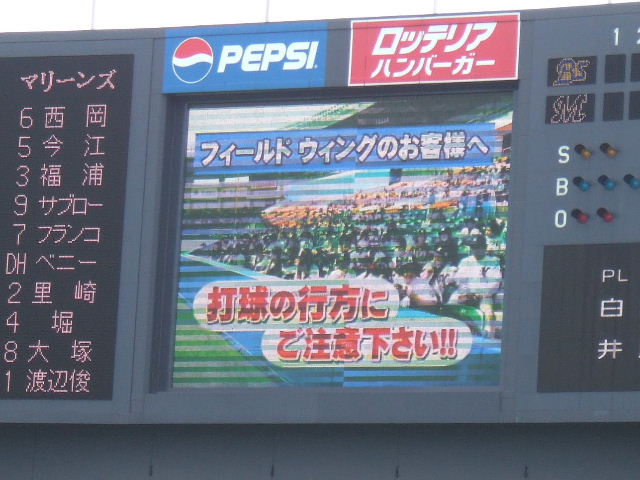 PEPSI
ロッテリア
ハンバーガー
マリーンズ
6 西岡
5 今江
3 福浦
9 サブロー
7 フランコ
DH ベニー
2 里崎
4 堀
8 大塚
1 渡辺俊
フィールド ウィングのお客様へ
打球の行方に
ご注意下さい!!
1 2
M
S
B
O
PL
白
井